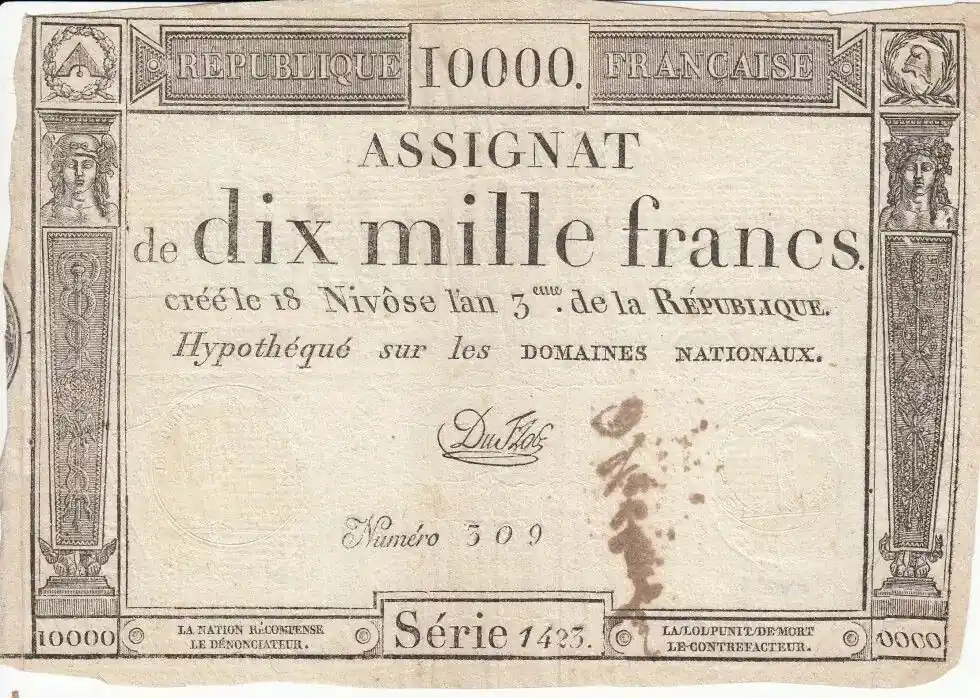 REPUBLIQUE 10000. FRANCAISE
ASSIGNAT
de dix mille francs.
créé le 18 Nivôse l'an 3eme. de la RÉPUBLIQUE.
Hypothéqué sur les DOMAINES NATIONAUX.
Numéro 309
10000
LA NATION RÉCOMPENSE
LE DÉNONCIATEUR.
Série 1423.
LA LOI PUNIT DE MORT
LE CONTREFACTEUR.
0000